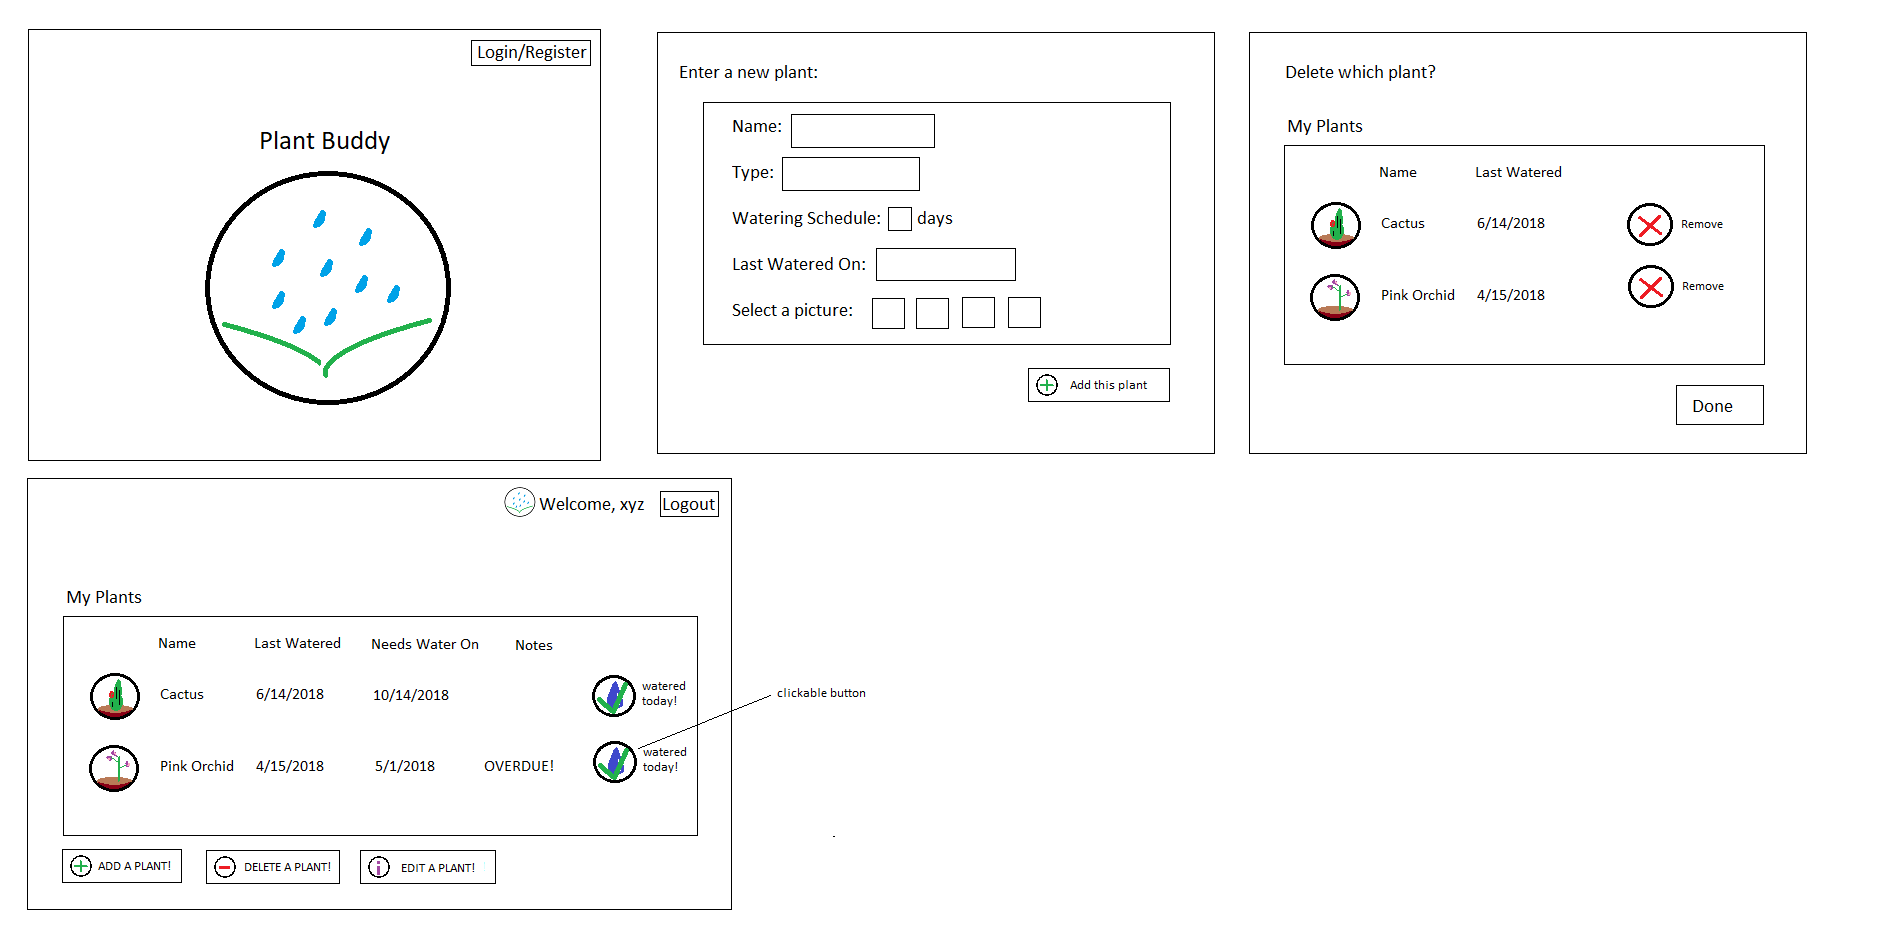 Login/Register
Plant Buddy
Enter a new plant:
Name:
Type:
Watering Schedule: days
Last Watered On:
Select a picture:
Add this plant
Delete which plant?
My Plants
Name Last Watered
Cactus 6/14/2018 Remove
Pink Orchid 4/15/2018 Remove
Done
Welcome, xyz Logout
My Plants
Name Last Watered Needs Water On Notes
Cactus 6/14/2018 10/14/2018 watered
today!
clickable button
Pink Orchid 4/15/2018 5/1/2018 OVERDUE! watered
today!
ADD A PLANT! DELETE A PLANT! EDIT A PLANT!